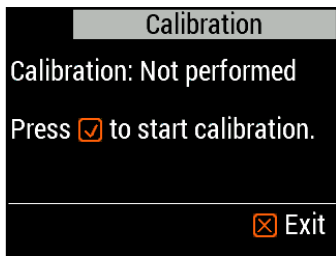 Calibration
Calibration: Not performed
Press ☑ to start calibration.
☒ Exit